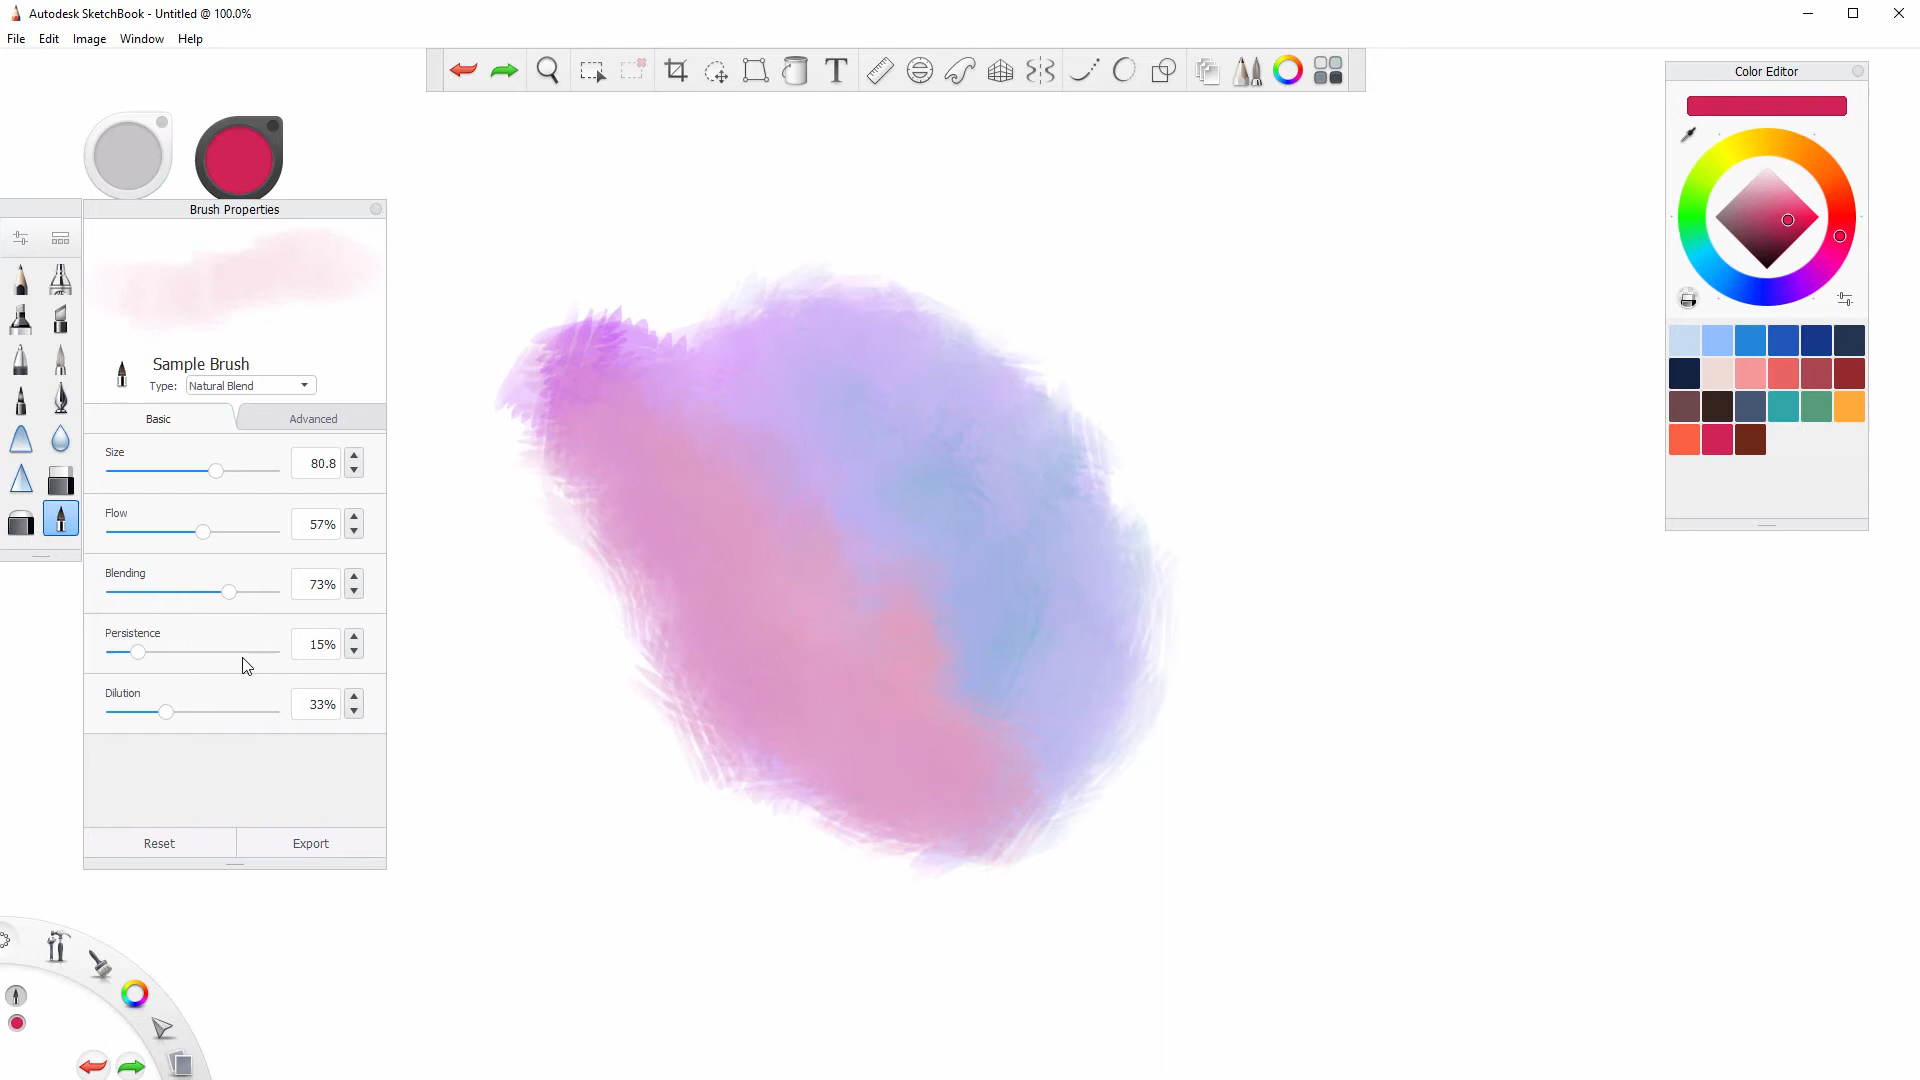 Autodesk SketchBook - Untitled @ 100.0%
File Edit Image Window Help
T
Color Editor
Brush Properties
Sample Brush
Type: Natural Blend
Basic Advanced
Size
80.8
Flow
57%
Blending
73%
Persistence
15%
Dilution
33%
Reset Export